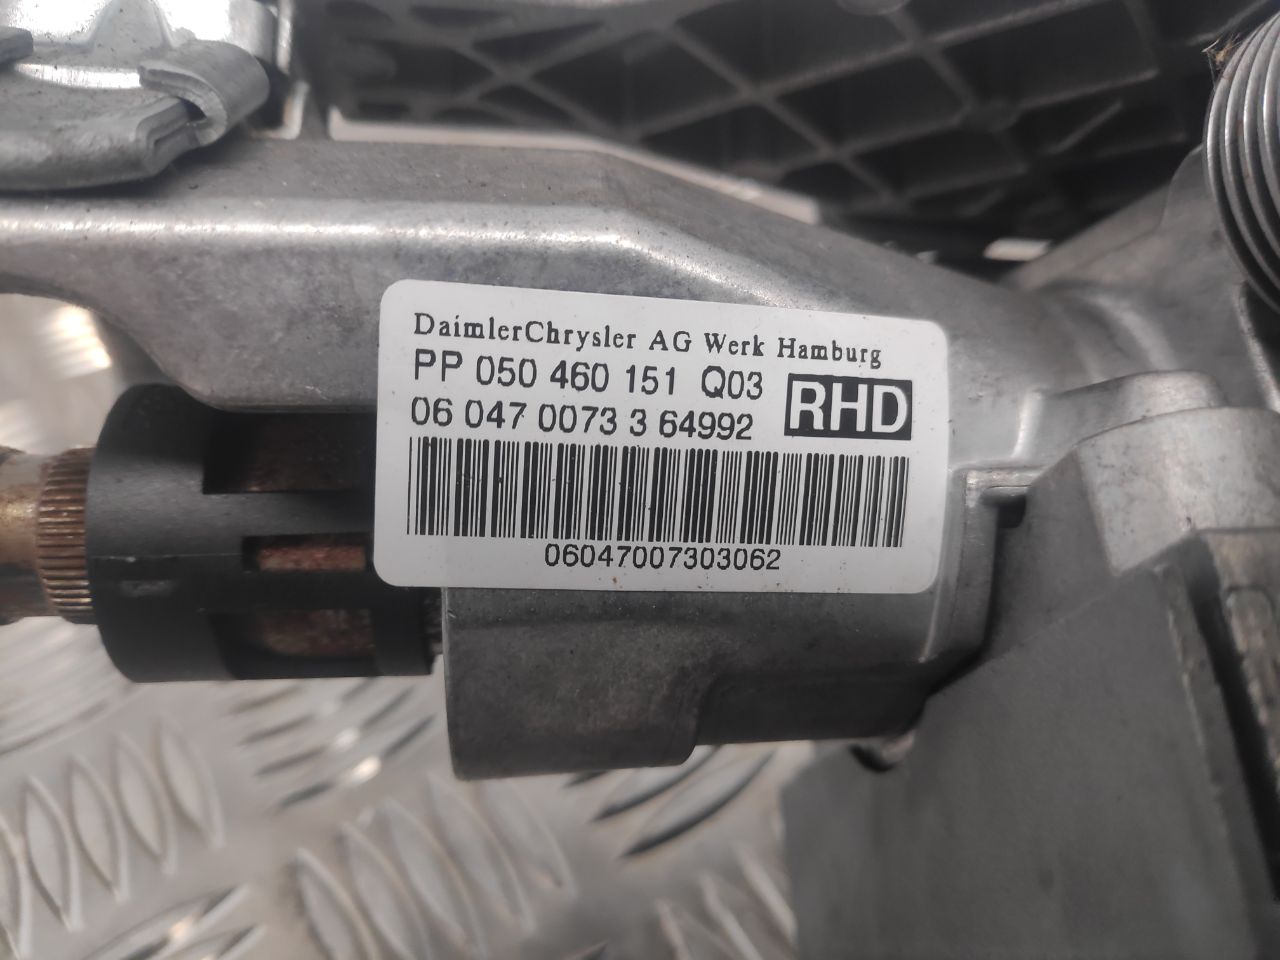 DaimlerChrysler AG Werk Hamburg
PP 050 460 151 Q03
RHD
06 047 0073 3 64992
06047007303062